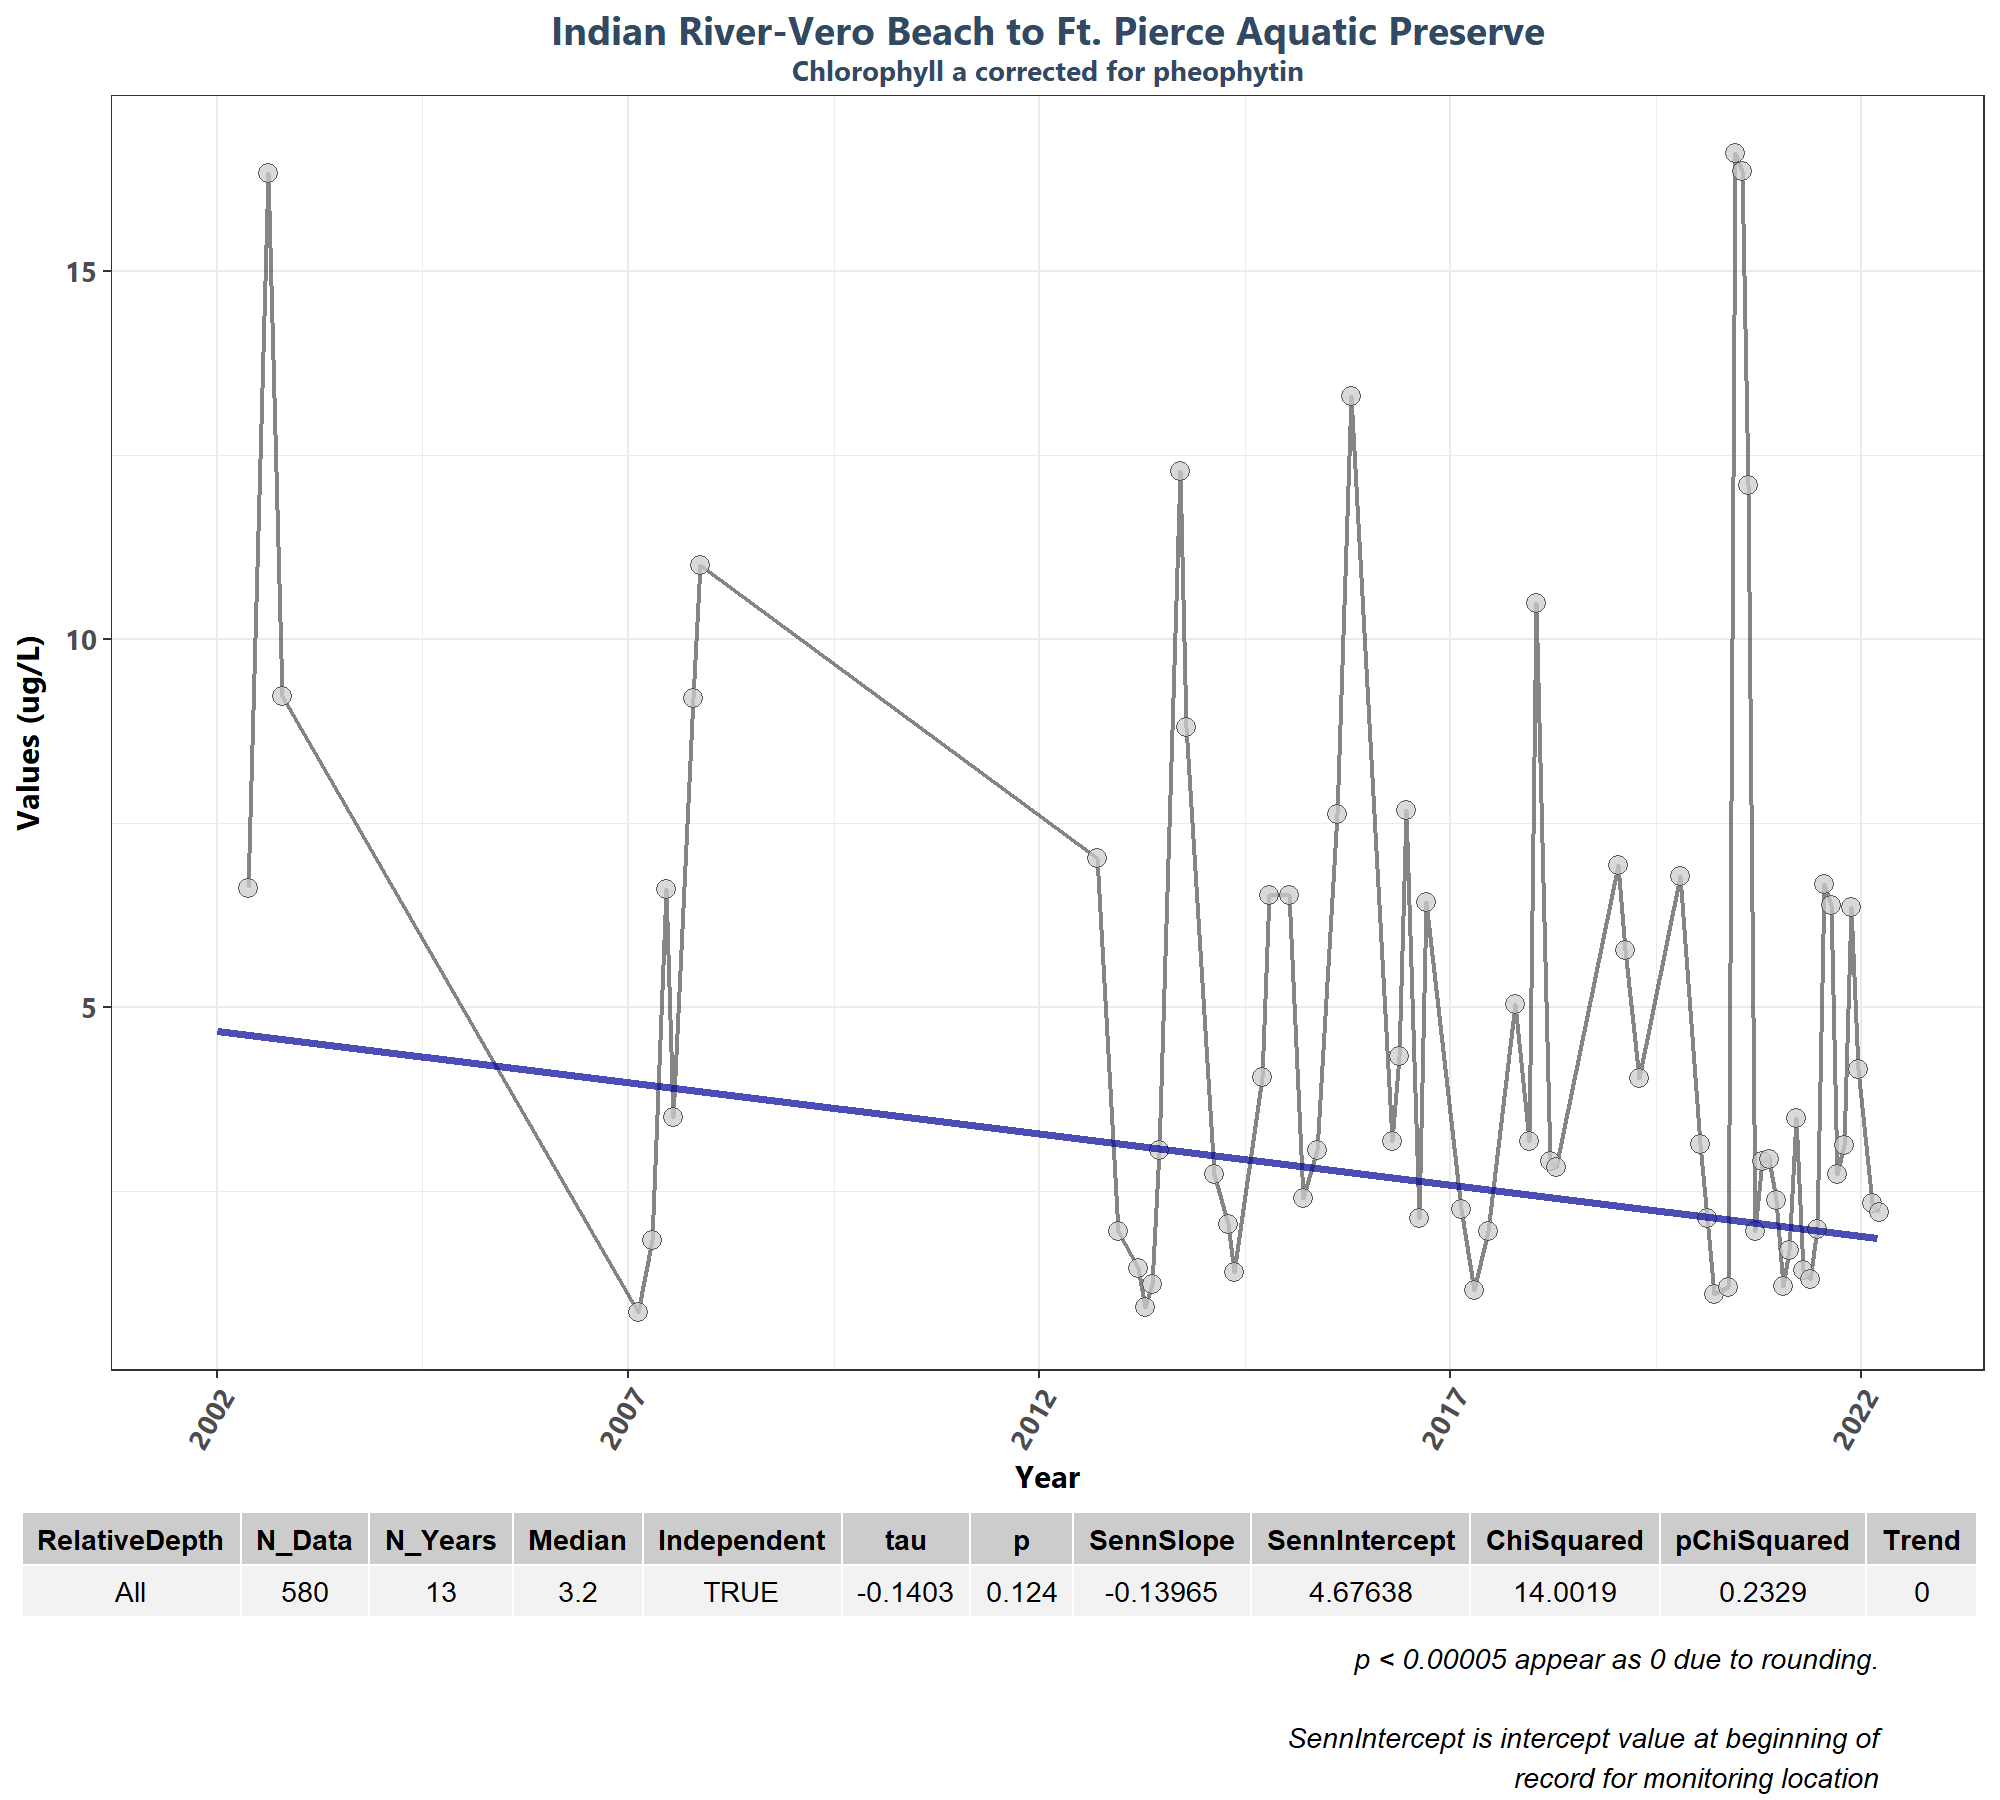 Indian River-Vero Beach to Ft. Pierce Aquatic Preserve
Chlorophyll a corrected for pheophytin
Values (ug/L)
15
10
5
2002
2007
2012
2017
2022
Year
RelativeDepth N_Data N_Years Median Independent tau p SennSlope SennIntercept ChiSquared pChiSquared Trend
All 580 13 3.2 TRUE -0.1403 0.124 -0.13965 4.67638 14.0019 0.2329 0
p < 0.00005 appear as 0 due to rounding.
SennIntercept is intercept value at beginning of
record for monitoring location